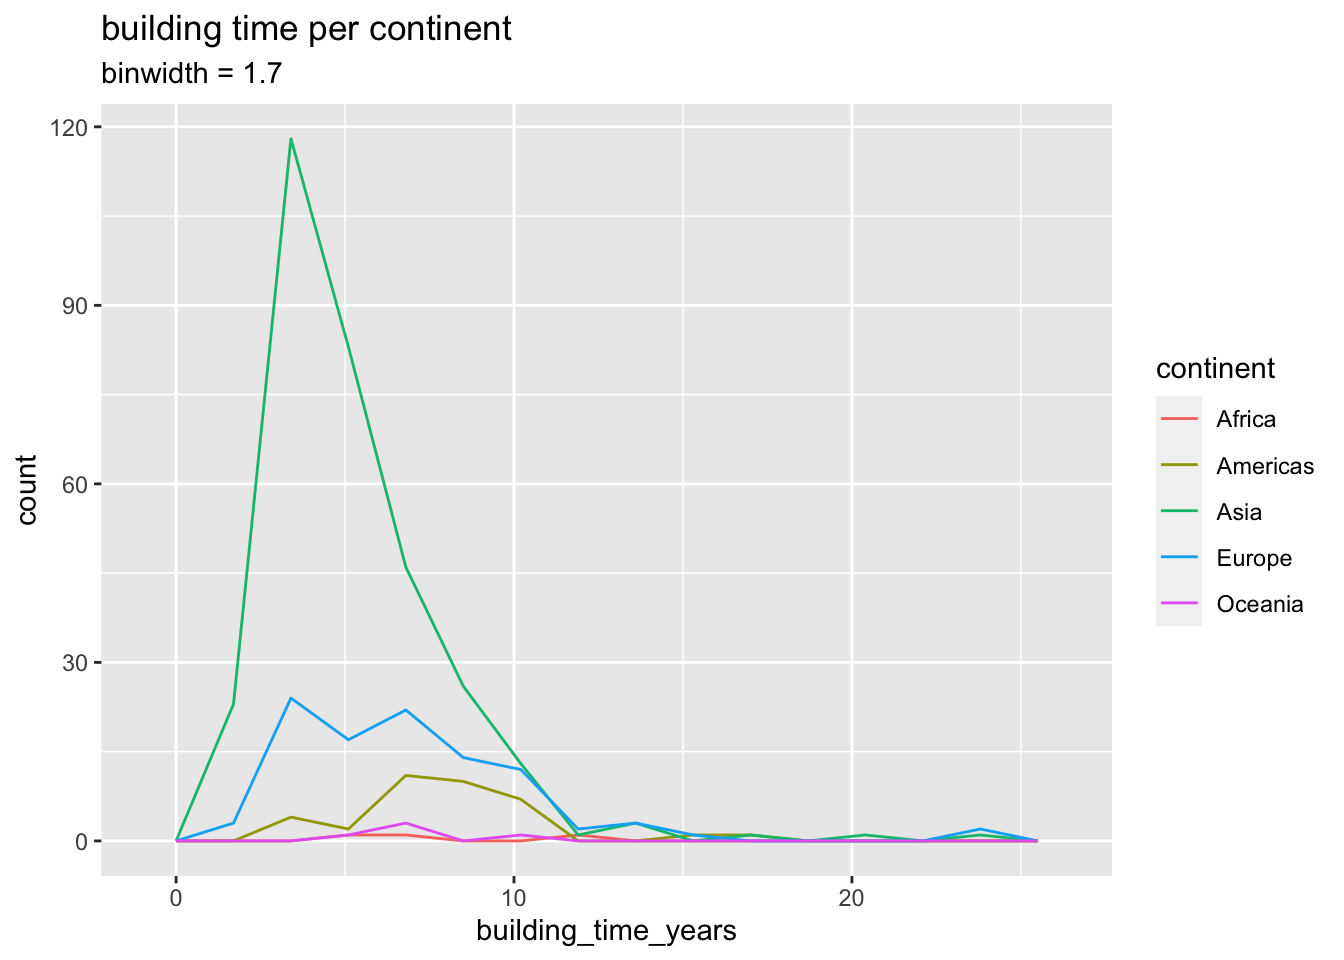 building time per continent
binwidth = 1.7
120
90
60
30
0
count
0
10
20
building_time_years
continent
Africa
Americas
Asia
Europe
Oceania